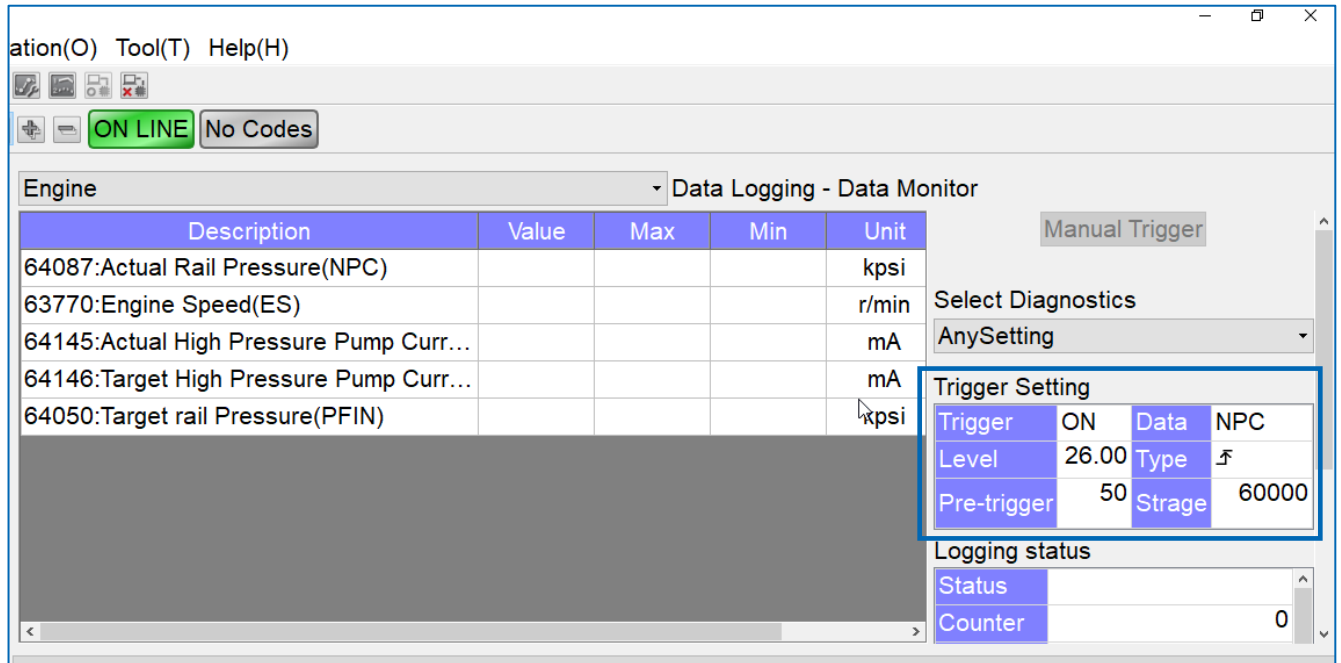 ation(O) Tool(T) Help(H)
ON LINE No Codes
Engine Data Logging - Data Monitor
Description Value Max Min Unit
64087:Actual Rail Pressure(NPC) kpsi
63770:Engine Speed(ES) r/min
64145:Actual High Pressure Pump Curr... mA
64146:Target High Pressure Pump Curr... mA
64050:Target rail Pressure(PFIN) kpsi
Manual Trigger
Select Diagnostics
AnySetting
Trigger Setting
Trigger ON Data NPC
Level 26.00 Type
Pre-trigger 50 Strage 60000
Logging status
Status
Counter 0